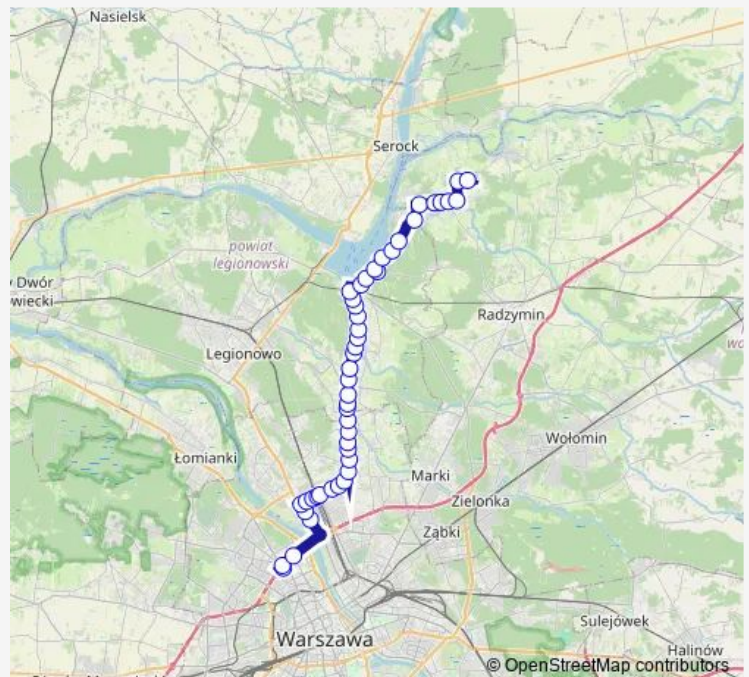 Nasielsk
Serock
powiat
legionowski
Dwór
wiecki
Radzymin
Legionowo
Wołomin
Łomianki
Marki
Zielonka
Ząbki
Sulejówek
Warszawa
Halinów
© OpenStreetMap contributors